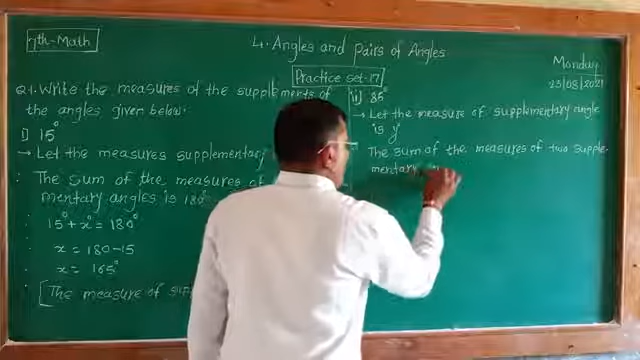 7th-Math
4. Angles and Pairs of Angles
Monday
23/08/2021
Practice set-17
Q1. Write the measures of the supplements of
the angles given below.
i) 15°
→ Let the measures supplementary
∴ The sum of the measures of
mentary angles is 180°
∴ 15° + x° = 180°
∴ x = 180 - 15
∴ x = 165°
∴ The measure of
ii) 85°
→ Let the measure of supplementary angle
is y°
The sum of the measures of two supple-
mentary